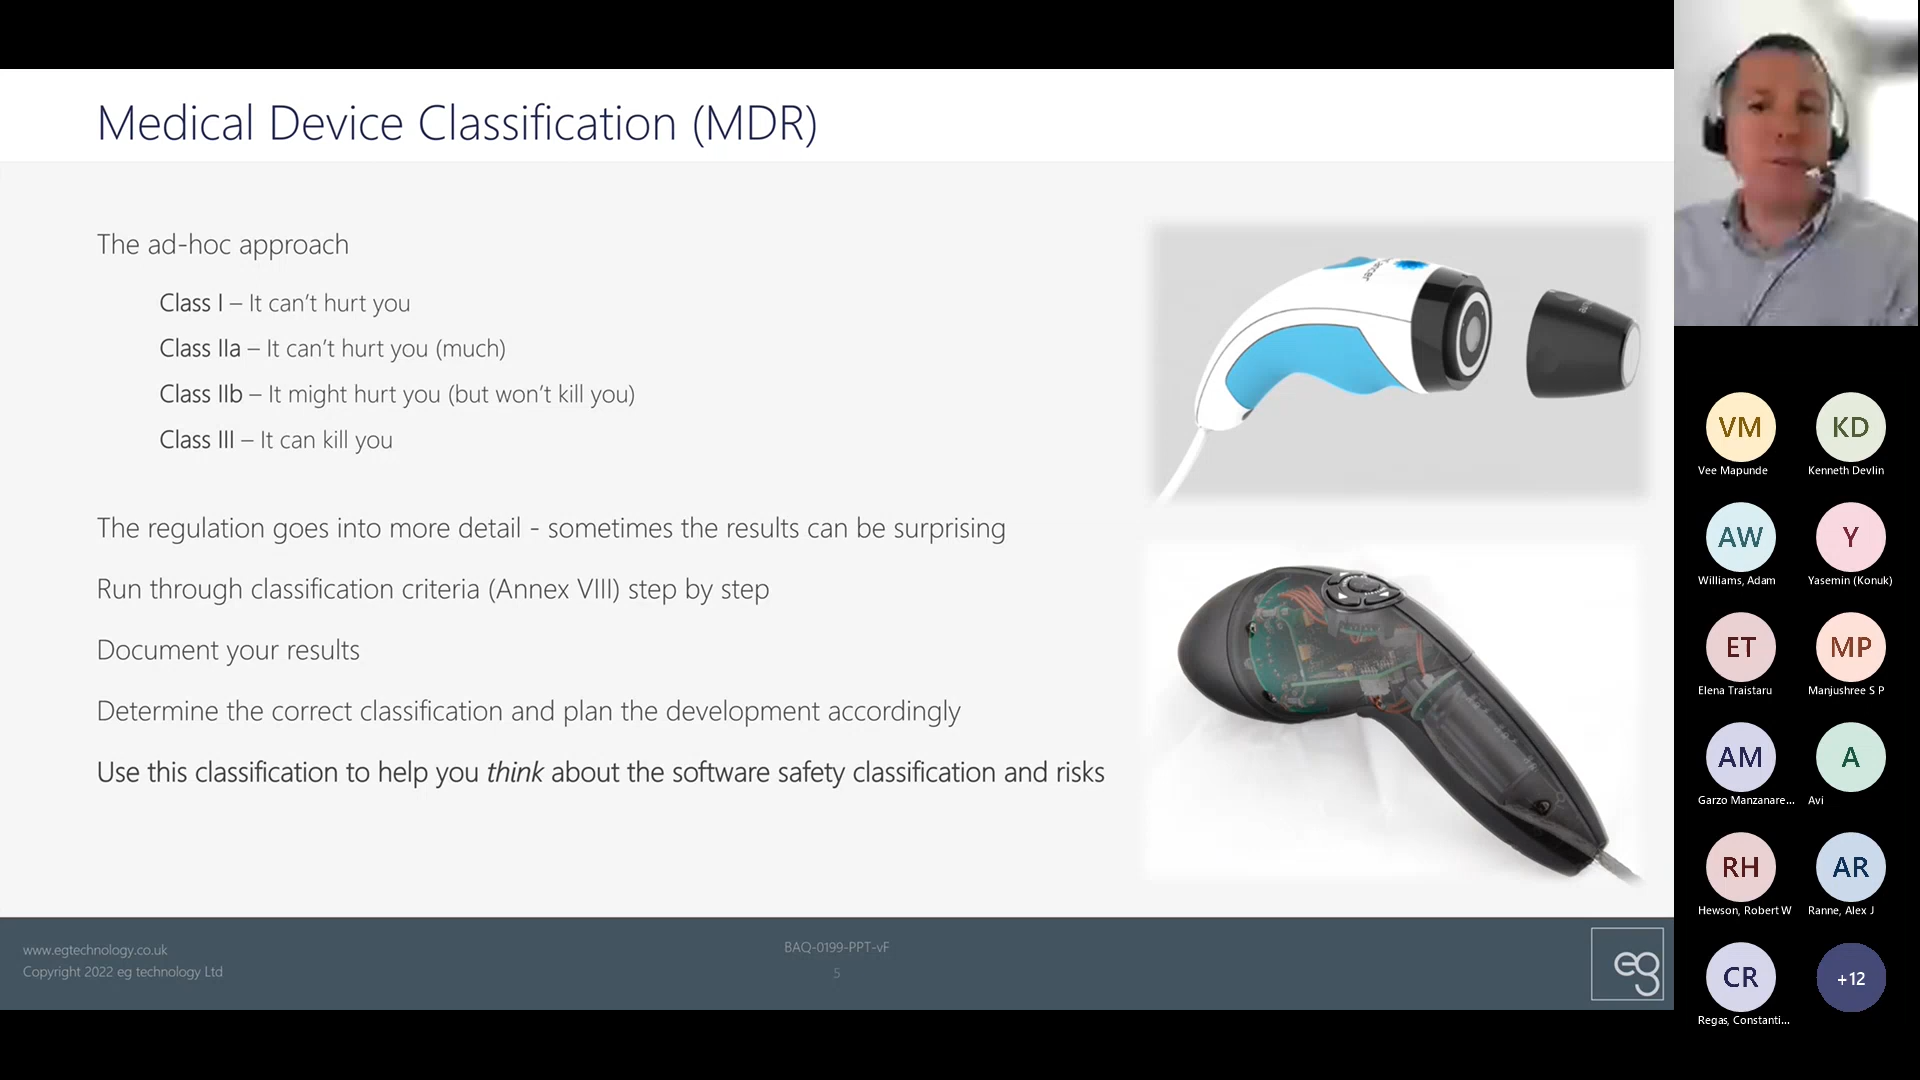 Medical Device Classification (MDR)
The ad-hoc approach
Class I – It can’t hurt you
Class IIa – It can’t hurt you (much)
Class IIb – It might hurt you (but won’t kill you)
Class III – It can kill you
The regulation goes into more detail - sometimes the results can be surprising
Run through classification criteria (Annex VIII) step by step
Document your results
Determine the correct classification and plan the development accordingly
Use this classification to help you think about the software safety classification and risks
www.egtechnology.co.uk
Copyright 2022 eg technology Ltd
BAQ-0199-PPT-vF
5
eg
VM
Vee Mapunde
KD
Kenneth Devlin
AW
Williams, Adam
Y
Yasemin (Konuk)
ET
Elena Traistaru
MP
Manjushree S P
AM
Garzo Manzanare...
A
Avi
RH
Hewson, Robert W
AR
Ranne, Alex J
CR
Regas, Constanti...
+12